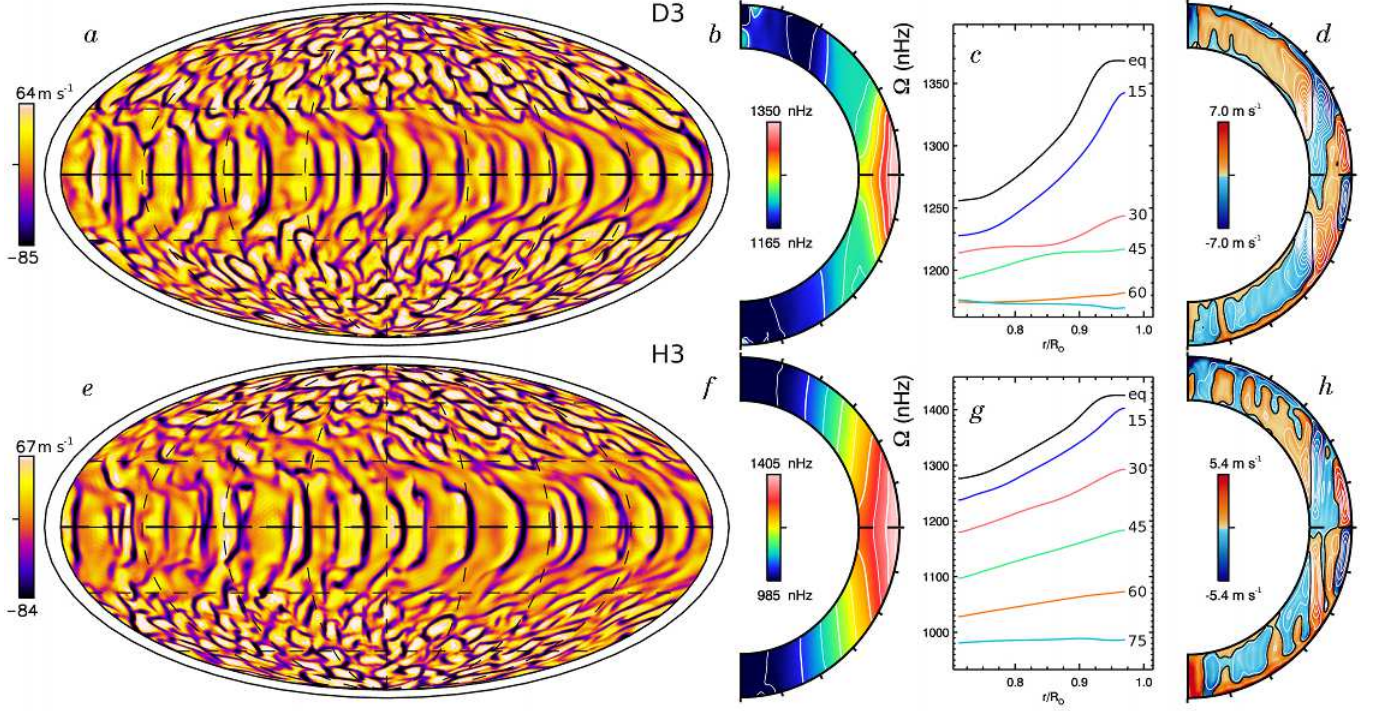 D3
a
64 m s⁻¹
−85
b
1350 nHz
1165 nHz
c
Ω (nHz)
1350
1300
1250
1200
eq
15
30
45
60
0.8
0.9
1.0
r/Rₒ
d
7.0 m s⁻¹
-7.0 m s⁻¹
H3
e
67 m s⁻¹
−84
f
1405 nHz
985 nHz
g
Ω (nHz)
1400
1300
1200
1100
1000
eq
15
30
45
60
75
0.8
0.9
1.0
r/Rₒ
h
5.4 m s⁻¹
-5.4 m s⁻¹